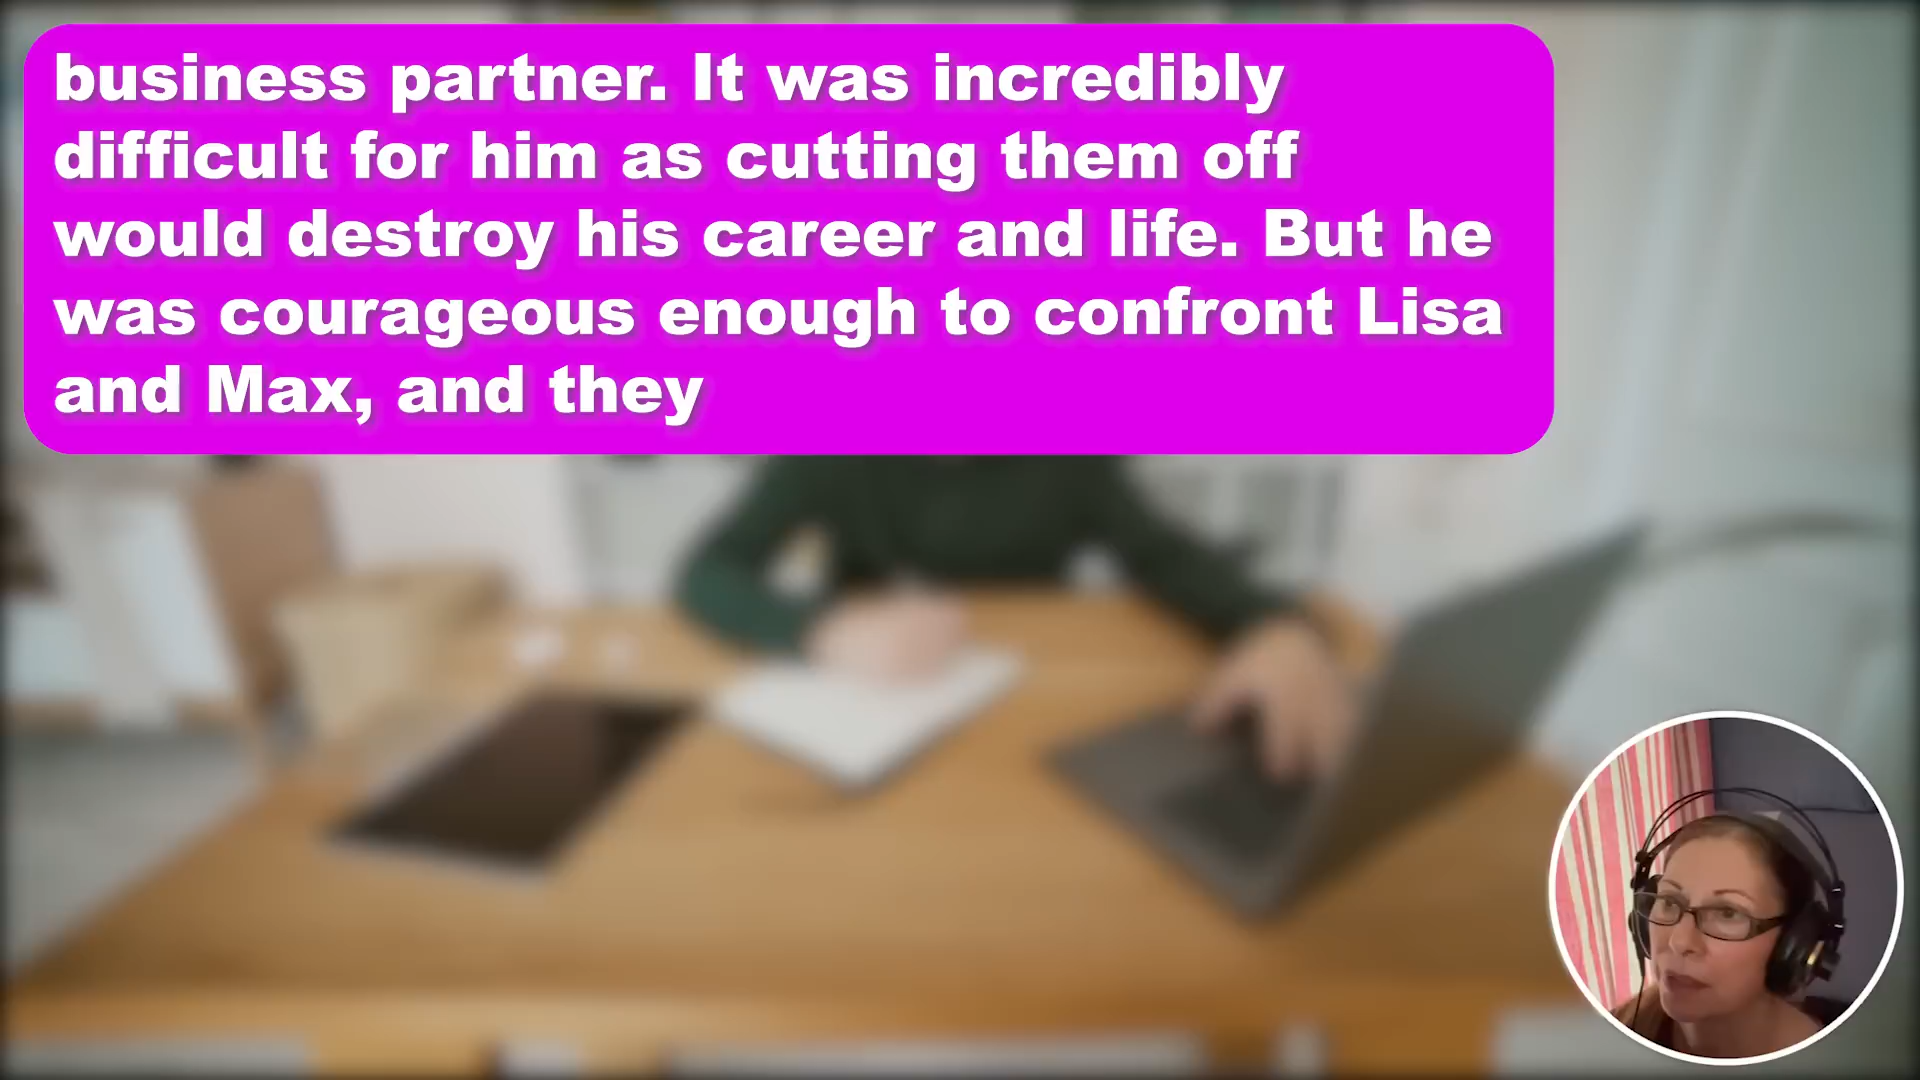 business partner. It was incredibly
difficult for him as cutting them off
would destroy his career and life. But he
was courageous enough to confront Lisa
and Max, and they